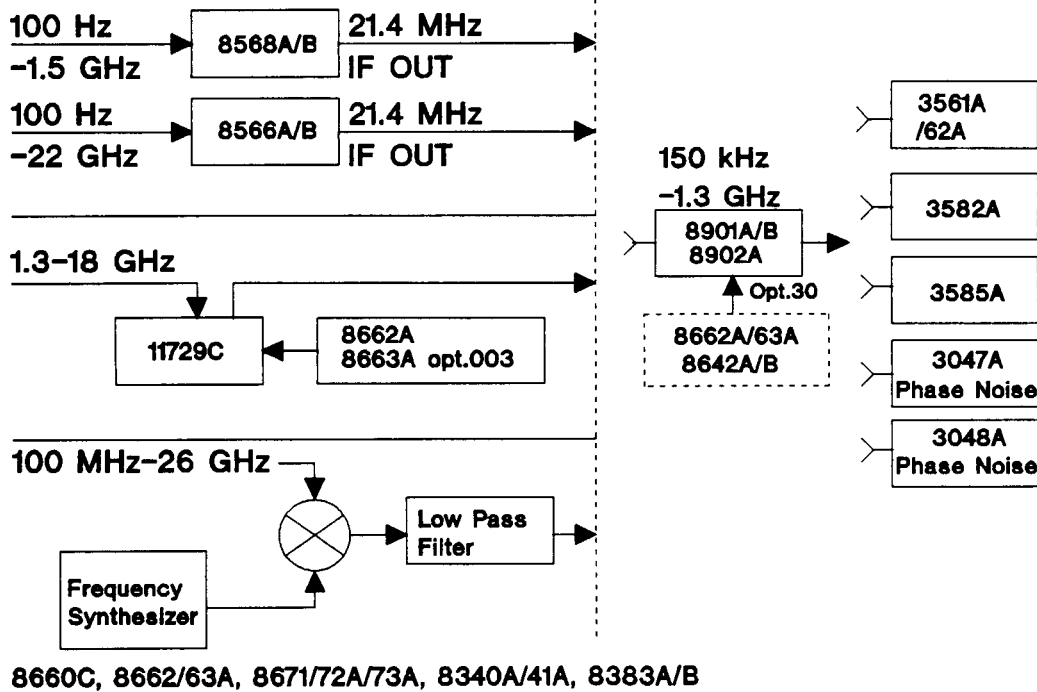 100 Hz
-1.5 GHz
8568A/B
21.4 MHz
IF OUT
100 Hz
-22 GHz
8566A/B
21.4 MHz
IF OUT
1.3-18 GHz
11729C
8662A
8663A opt.003
100 MHz-26 GHz
Low Pass
Filter
Frequency
Synthesizer
8660C, 8662/63A, 8671/72A/73A, 8340A/41A, 8383A/B
150 kHz
-1.3 GHz
8901A/B
8902A
Opt.30
8662A/63A
8642A/B
3561A
/62A
3582A
3585A
3047A
Phase Noise
3048A
Phase Noise